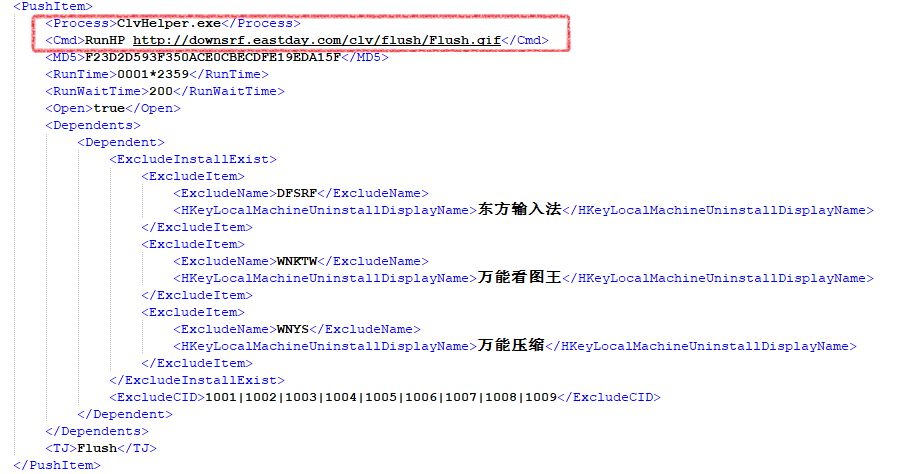 <PushItem>
<Process>ClvHelper.exe</Process>
<Cmd>RunHP http://downsrf.eastday.com/clv/flush/Flush.gif</Cmd>
<MD5>F23D2D593F350ACE0CBECDFE19EDA15F</MD5>
<RunTime>0001*2359</RunTime>
<RunWaitTime>200</RunWaitTime>
<Open>true</Open>
<Dependents>
<Dependent>
<ExcludeInstallExist>
<ExcludeItem>
<ExcludeName>DFSRF</ExcludeName>
<HKeyLocalMachineUninstallDisplayName>东方输入法</HKeyLocalMachineUninstallDisplayName>
</ExcludeItem>
<ExcludeItem>
<ExcludeName>WNKTW</ExcludeName>
<HKeyLocalMachineUninstallDisplayName>万能看图王</HKeyLocalMachineUninstallDisplayName>
</ExcludeItem>
<ExcludeItem>
<ExcludeName>WNYS</ExcludeName>
<HKeyLocalMachineUninstallDisplayName>万能压缩</HKeyLocalMachineUninstallDisplayName>
</ExcludeItem>
</ExcludeInstallExist>
<ExcludeCID>1001|1002|1003|1004|1005|1006|1007|1008|1009</ExcludeCID>
</Dependent>
</Dependents>
<TJ>Flush</TJ>
</PushItem>